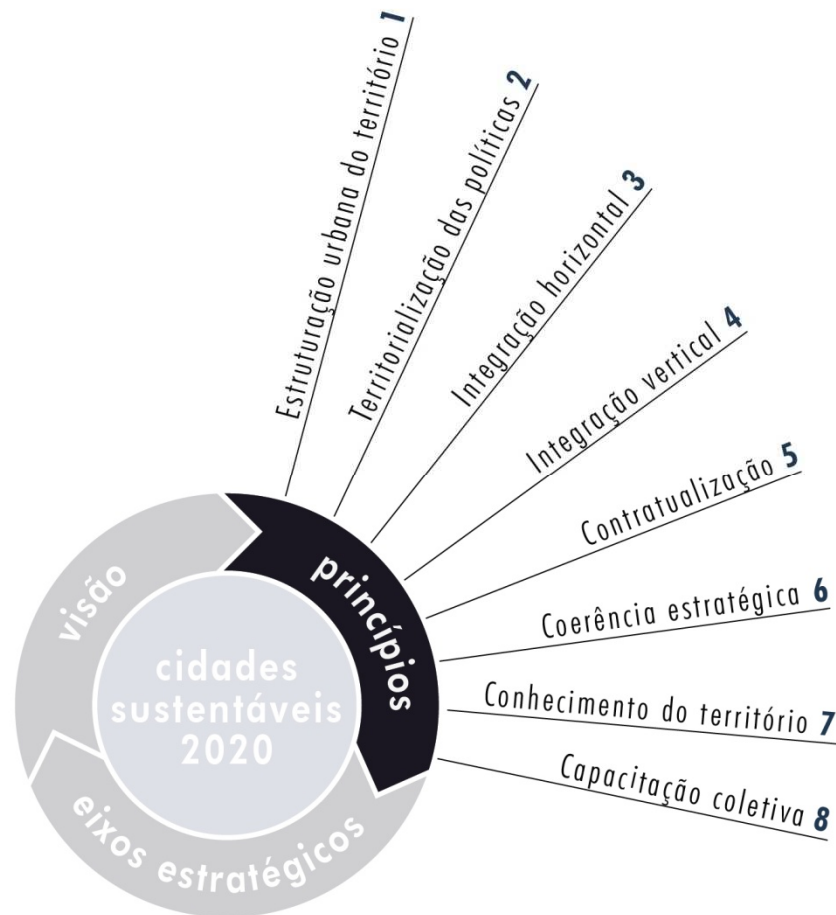 Estruturação urbana do território 1
Territorialização das políticas 2
Integração horizontal 3
Integração vertical 4
Contratualização 5
Coerência estratégica 6
Conhecimento do território 7
Capacitação coletiva 8
princípios
visão
cidades
sustentáveis
2020
eixos estratégicos